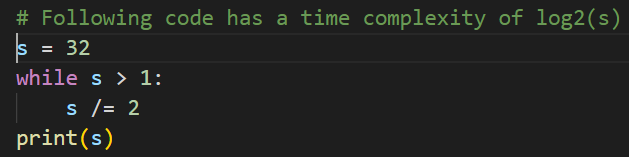 # Following code has a time complexity of log2(s)
s = 32
while s > 1:
    s /= 2
print(s)